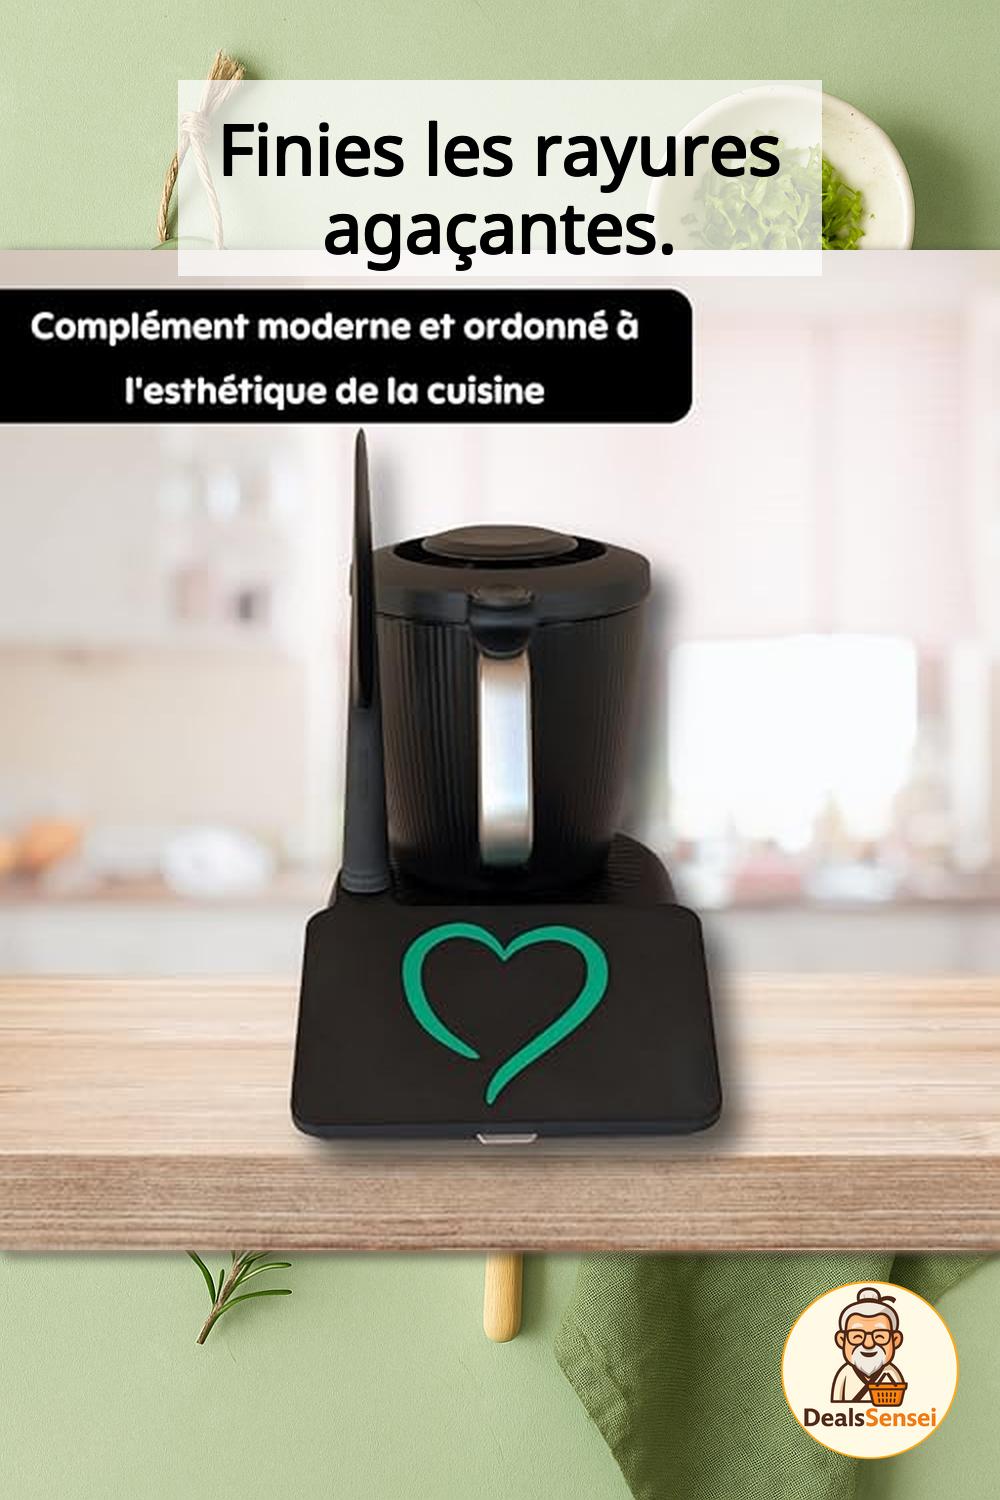 Finies les rayures
agaçantes.
Complément moderne et ordonné à
l'esthétique de la cuisine
DealsSensei